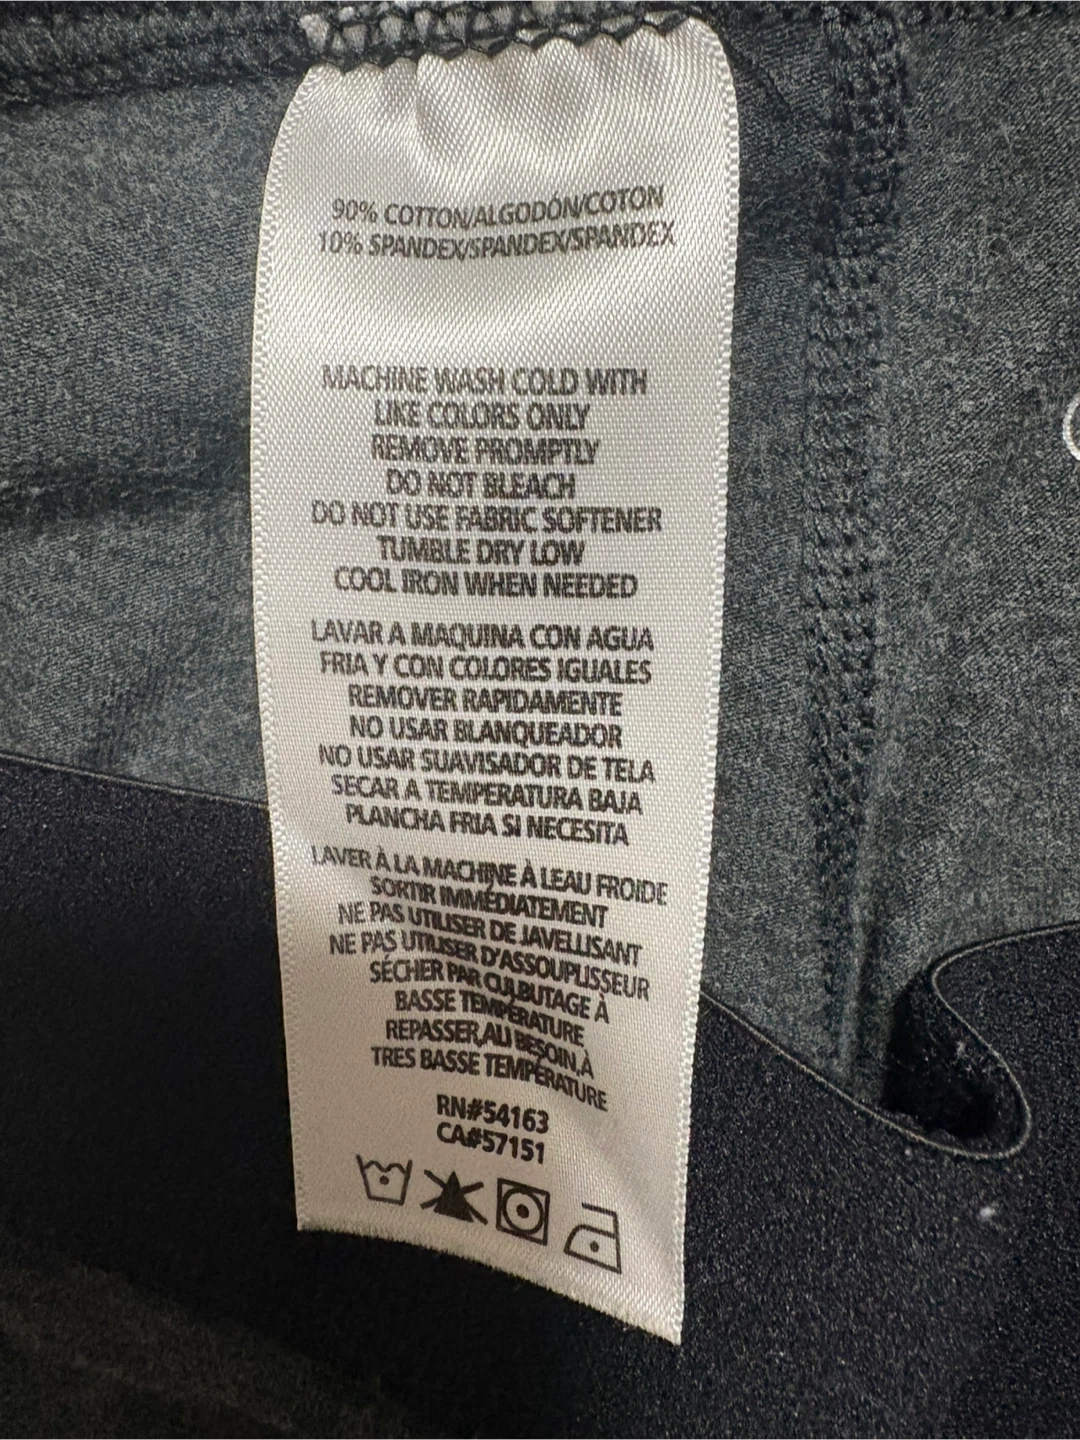 90% COTTON/ALGODÓN/COTON
10% SPANDEX/SPANDEX/SPANDEX
MACHINE WASH COLD WITH
LIKE COLORS ONLY
REMOVE PROMPTLY
DO NOT BLEACH
DO NOT USE FABRIC SOFTENER
TUMBLE DRY LOW
COOL IRON WHEN NEEDED
LAVAR A MAQUINA CON AGUA
FRIA Y CON COLORES IGUALES
REMOVER RAPIDAMENTE
NO USAR BLANQUEADOR
NO USAR SUAVISADOR DE TELA
SECAR A TEMPERATURA BAJA
PLANCHA FRIA SI NECESITA
LAVER À LA MACHINE À LEAU FROIDE
SORTIR IMMÉDIATEMENT
NE PAS UTILISER DE JAVELLISANT
NE PAS UTILISER D'ASSOUPLISSEUR
SÉCHER PAR CULBUTAGE À
BASSE TEMPÉRATURE
REPASSER,AU BESOIN,À
TRES BASSE TEMPÉRATURE
RN#54163
CA#57151